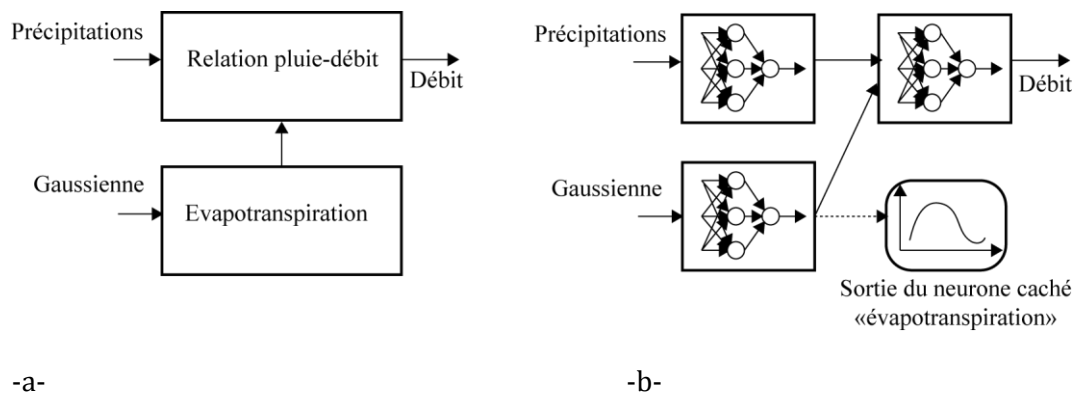 Précipitations
Relation pluie-débit
Débit
Gaussienne
Evapotranspiration
-a-
Précipitations
Débit
Gaussienne
Sortie du neurone caché
«évapotranspiration»
-b-